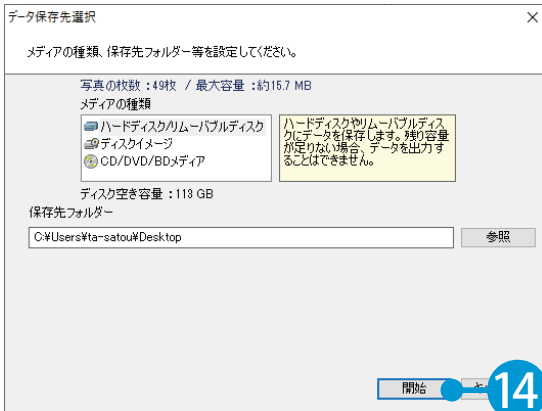 データ保存先選択
メディアの種類、保存先フォルダー等を設定してください。
写真の枚数：49枚 / 最大容量：約15.7 MB
メディアの種類
ハードディスク/リムーバブルディスク
ディスクイメージ
CD/DVD/BDメディア
ハードディスクやリムーバブルディス
クにデータを保存します。残り容量
が足りない場合、データを出力す
ることはできません。
ディスク空き容量：113 GB
保存先フォルダー
C:¥Users¥ta-satou¥Desktop
参照
開始
14